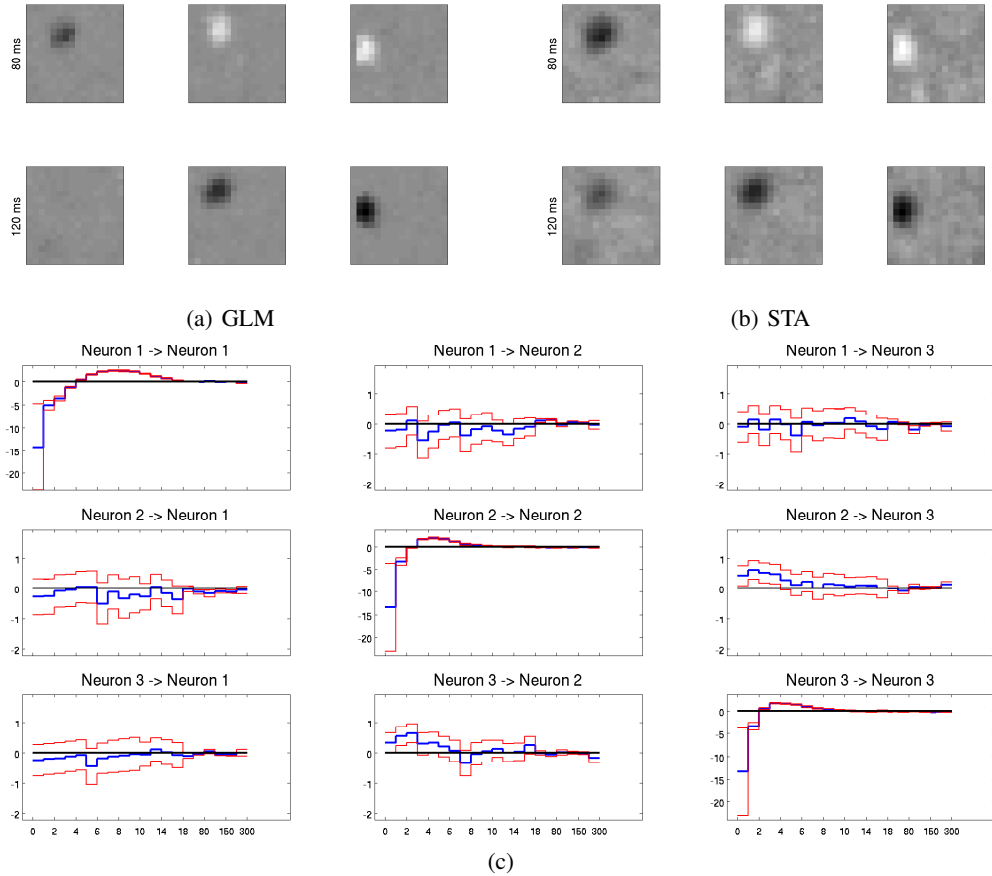 80 ms
120 ms
80 ms
120 ms
(a) GLM
(b) STA
Neuron 1 -> Neuron 1
0
-5
-10
-15
-20
Neuron 1 -> Neuron 2
1
0
-1
-2
Neuron 1 -> Neuron 3
1
0
-1
-2
Neuron 2 -> Neuron 1
1
0
-1
-2
Neuron 2 -> Neuron 2
0
-5
-10
-15
-20
Neuron 2 -> Neuron 3
1
0
-1
-2
Neuron 3 -> Neuron 1
1
0
-1
-2
0 2 4 6 8 10 14 18 80 150 300
Neuron 3 -> Neuron 2
1
0
-1
-2
0 2 4 6 8 10 14 18 80 150 300
Neuron 3 -> Neuron 3
0
-5
-10
-15
-20
0 2 4 6 8 10 14 18 80 150 300
(c)